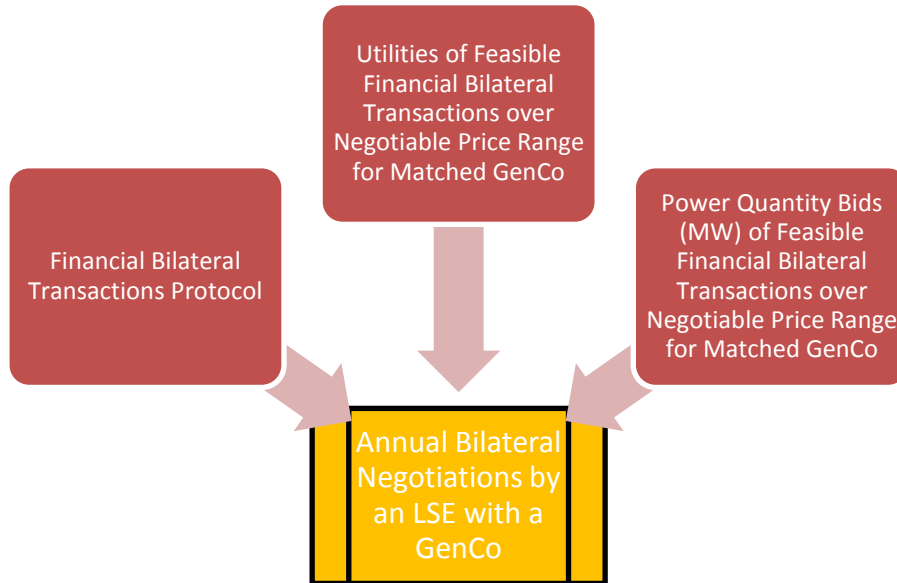 Utilities of Feasible
Financial Bilateral
Transactions over
Negotiable Price Range
for Matched GenCo
Financial Bilateral
Transactions Protocol
Power Quantity Bids
(MW) of Feasible
Financial Bilateral
Transactions over
Negotiable Price Range
for Matched GenCo
Annual Bilateral
Negotiations by
an LSE with a
GenCo